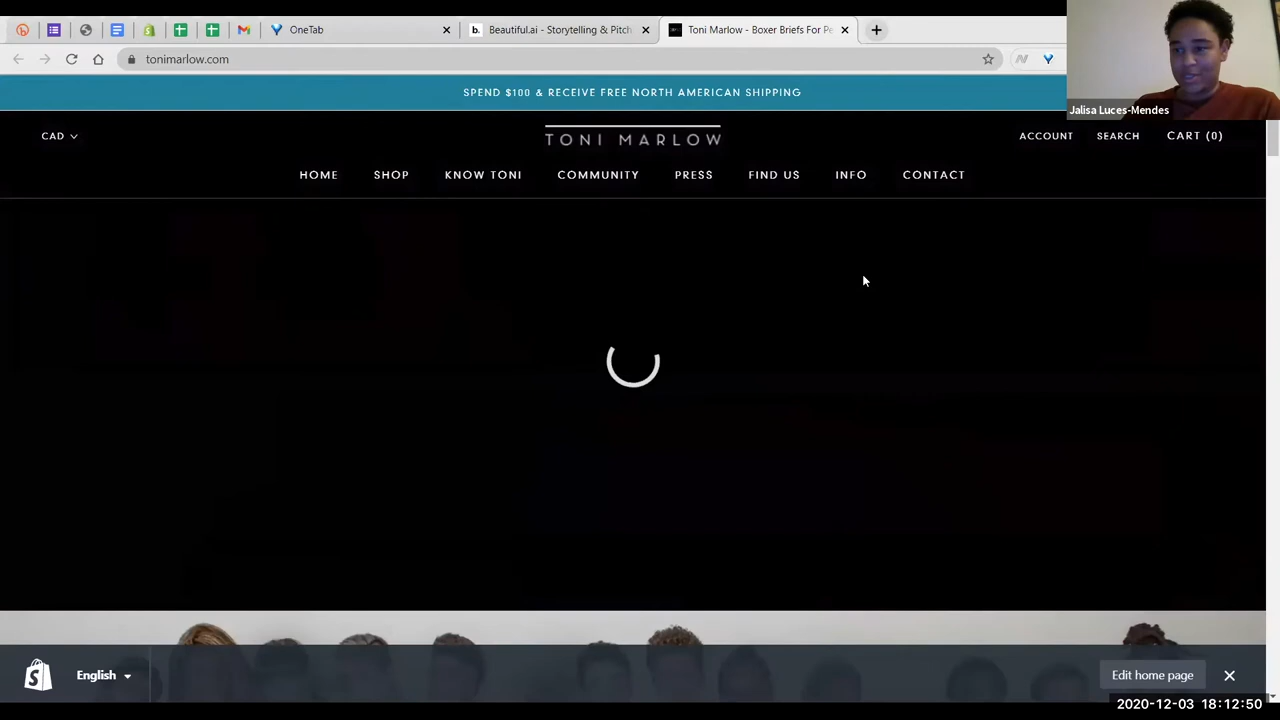 OneTab
b. Beautiful.ai - Storytelling & Pitch
Toni Marlow - Boxer Briefs For Pe
tonimarlow.com
Jalisa Luces-Mendes
SPEND $100 & RECEIVE FREE NORTH AMERICAN SHIPPING
CAD
TONI MARLOW
ACCOUNT
SEARCH
CART (0)
HOME
SHOP
KNOW TONI
COMMUNITY
PRESS
FIND US
INFO
CONTACT
English
Edit home page
2020-12-03 18:12:50